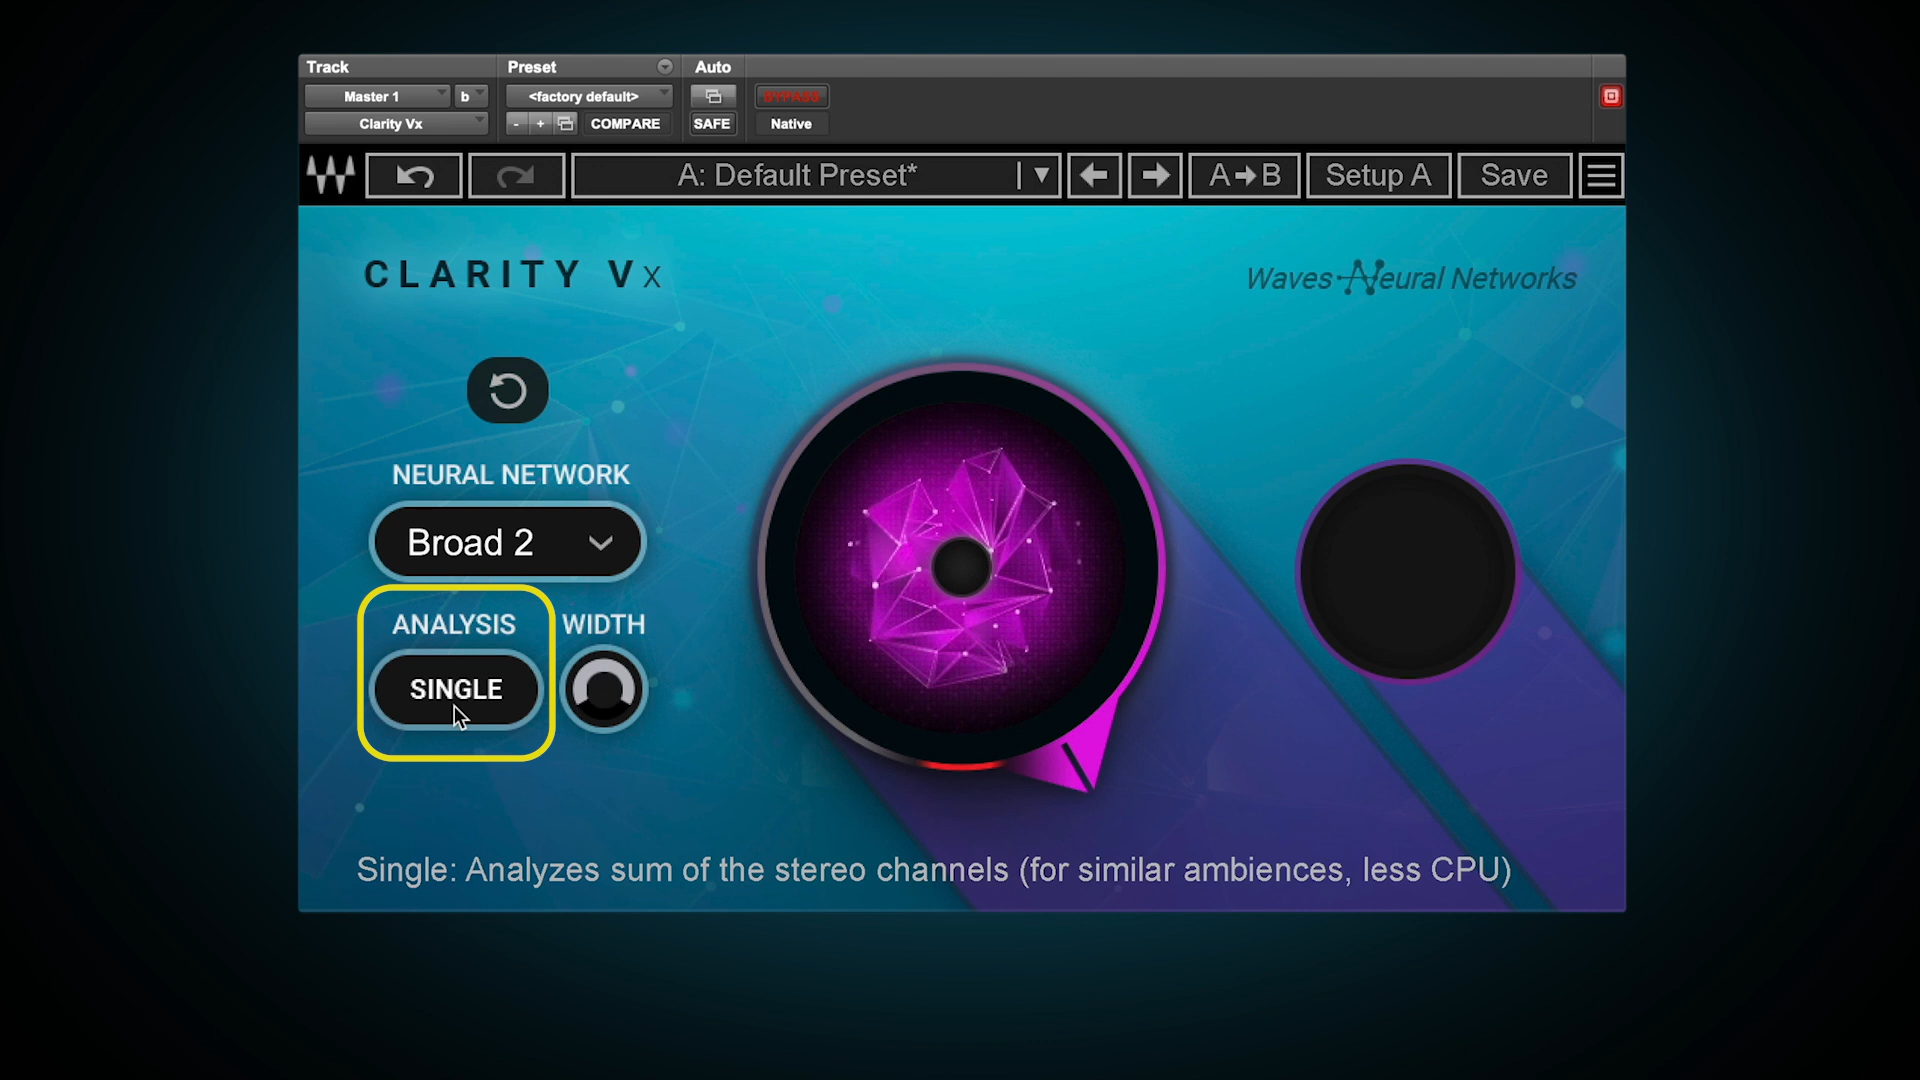 Track
Preset
Auto
Master 1
b
<factory default>
BYPASS
Clarity Vx
- +
COMPARE
SAFE
Native
A: Default Preset*
A→B
Setup A
Save
CLARITY Vx
Waves Neural Networks
NEURAL NETWORK
Broad 2
ANALYSIS
WIDTH
SINGLE
Single: Analyzes sum of the stereo channels (for similar ambiences, less CPU)